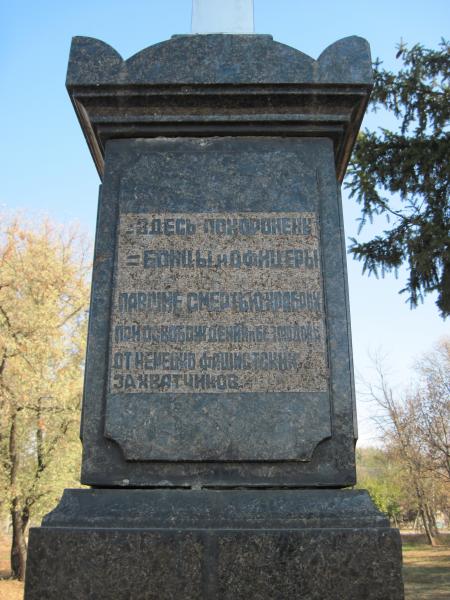 =ЗДЕСЬ ПОХОРОНЕНЫ
=БОЙЦЫ и ОФИЦЕРЫ
ПАВШИЕ СМЕРТЬЮ ХРАБРЫХ
ПРИ ОСВОБОЖДЕНИИ
ОТ НЕМЕЦКО ФАШИСТСКИХ
ЗАХВАТЧИКОВ.